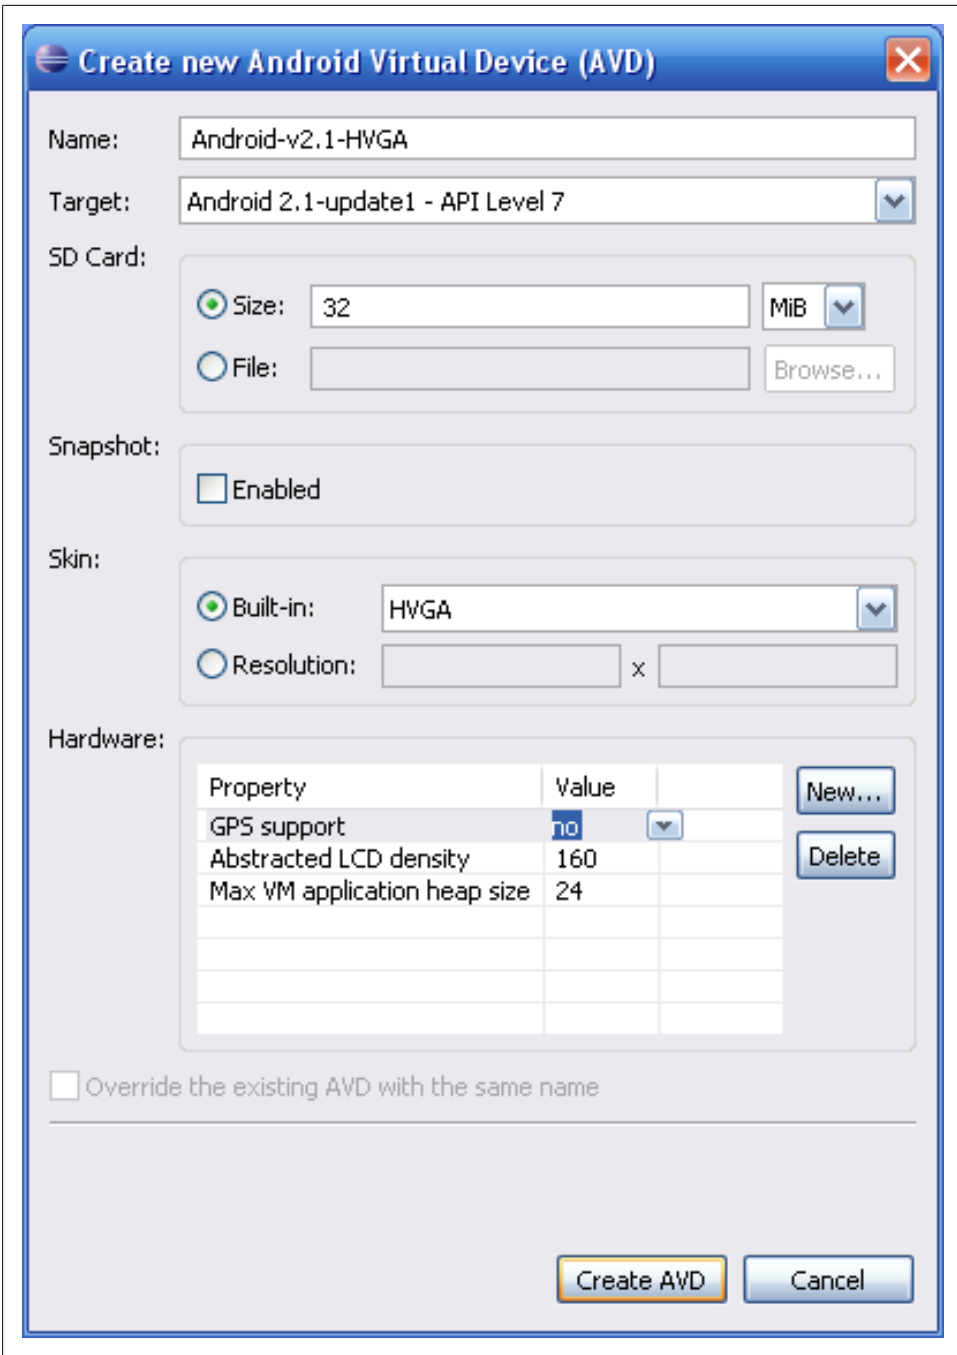 Create new Android Virtual Device (AVD)
Name: Android-v2.1-HVGA
Target: Android 2.1-update1 - API Level 7
SD Card:
Size: 32 MiB
File: Browse...
Snapshot:
Enabled
Skin:
Built-in: HVGA
Resolution: x
Hardware:
Property Value New...
GPS support no
Abstracted LCD density 160 Delete
Max VM application heap size 24
Override the existing AVD with the same name
Create AVD Cancel